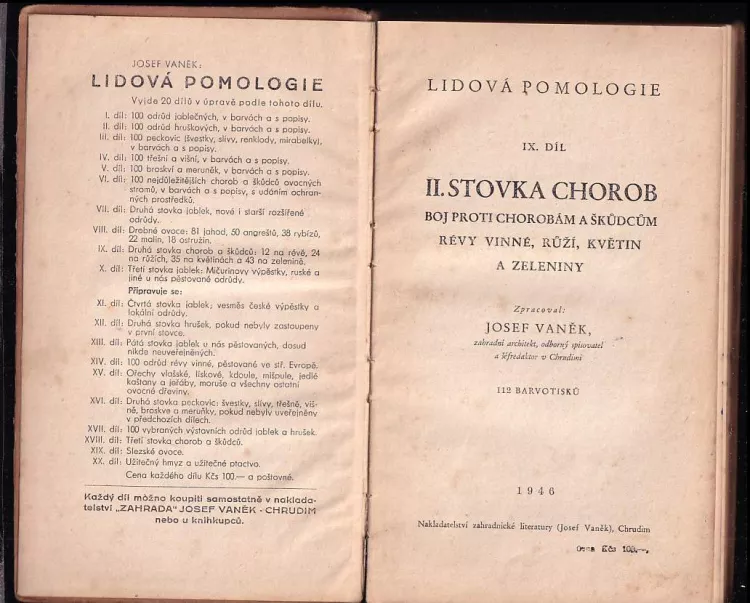 JOSEF VANĚK:
LIDOVÁ POMOLOGIE
Vyjde 20 dílů v úpravě podle tohoto dílu.
I. díl: 100 odrůd jablečných, v barvách a s popisy.
II. díl: 100 odrůd hruškových, v barvách a s popisy.
III. díl: 100 peckovic (švestky, slívy, renklody, mirabelky),
v barvách a s popisy.
IV. díl: 100 třešní a višní, v barvách a s popisy.
V. díl: 100 broskví a meruněk, v barvách a s popisy.
VI. díl: 100 nejdůležitějších chorob a škůdců ovocných
stromů, v barvách a s popisy, s udáním ochran-
ných prostředků.
VII. díl: Druhá stovka jablek, nové i starší rozšířené
odrůdy.
VIII. díl: Drobné ovoce: 81 jahod, 50 angreštů, 38 rybízů,
22 malin, 18 ostružin.
IX. díl: Druhá stovka chorob a škůdců: 12 na révě, 24
na růžích, 35 na květinách a 43 na zelenině.
X. díl: Třetí stovka jablek: Mičurinovy výpěstky, ruské a
jiné u nás pěstované odrůdy.
Připravuje se:
XI. díl: Čtvrtá stovka jablek: vesměs české výpěstky a
lokální odrůdy.
XII. díl: Druhá stovka hrušek, pokud nebyly zastoupeny
v první stovce.
XIII. díl: Pátá stovka jablek u nás pěstovaných, dosud
nikde neuveřejněných.
XIV. díl: 100 odrůd révy vinné, pěstované ve stř. Evropě.
XV. díl: Ořechy vlašské, lískové, kdoule, mišpule, jedlé
kaštany a jeřáby, moruše a všechny ostatní
ovocné dřeviny.
XVI. díl: Druhá stovka peckovic: švestky, slívy, třešně, viš-
ně, broskve a meruňky, pokud nebyly uveřejněny
v předchozích dílech.
XVII. díl: 100 vybraných výstavních odrůd jablek a hrušek.
XVIII. díl: Třetí stovka chorob a škůdců.
XIX. díl: Slezské ovoce.
XX. díl: Užitečný hmyz a užitečné ptactvo.
Cena každého dílu Kčs 100.— a poštovné.
Každý díl možno koupiti samostatně v naklada-
telství „ZAHRADA" JOSEF VANĚK - CHRUDIM
nebo u knihkupců.
LIDOVÁ POMOLOGIE
IX. DÍL
II. STOVKA CHOROB
BOJ PROTI CHOROBÁM A ŠKŮDCŮM
RÉVY VINNÉ, RŮŽÍ, KVĚTIN
A ZELENINY
Zpracoval:
JOSEF VANĚK,
zahradní architekt, odborný spisovatel
a šéfredaktor v Chrudimi
112 BARVOTISKŮ
1946
Nakladatelství zahradnické literatury (Josef Vaněk), Chrudim
Cena Kčs 100.—.